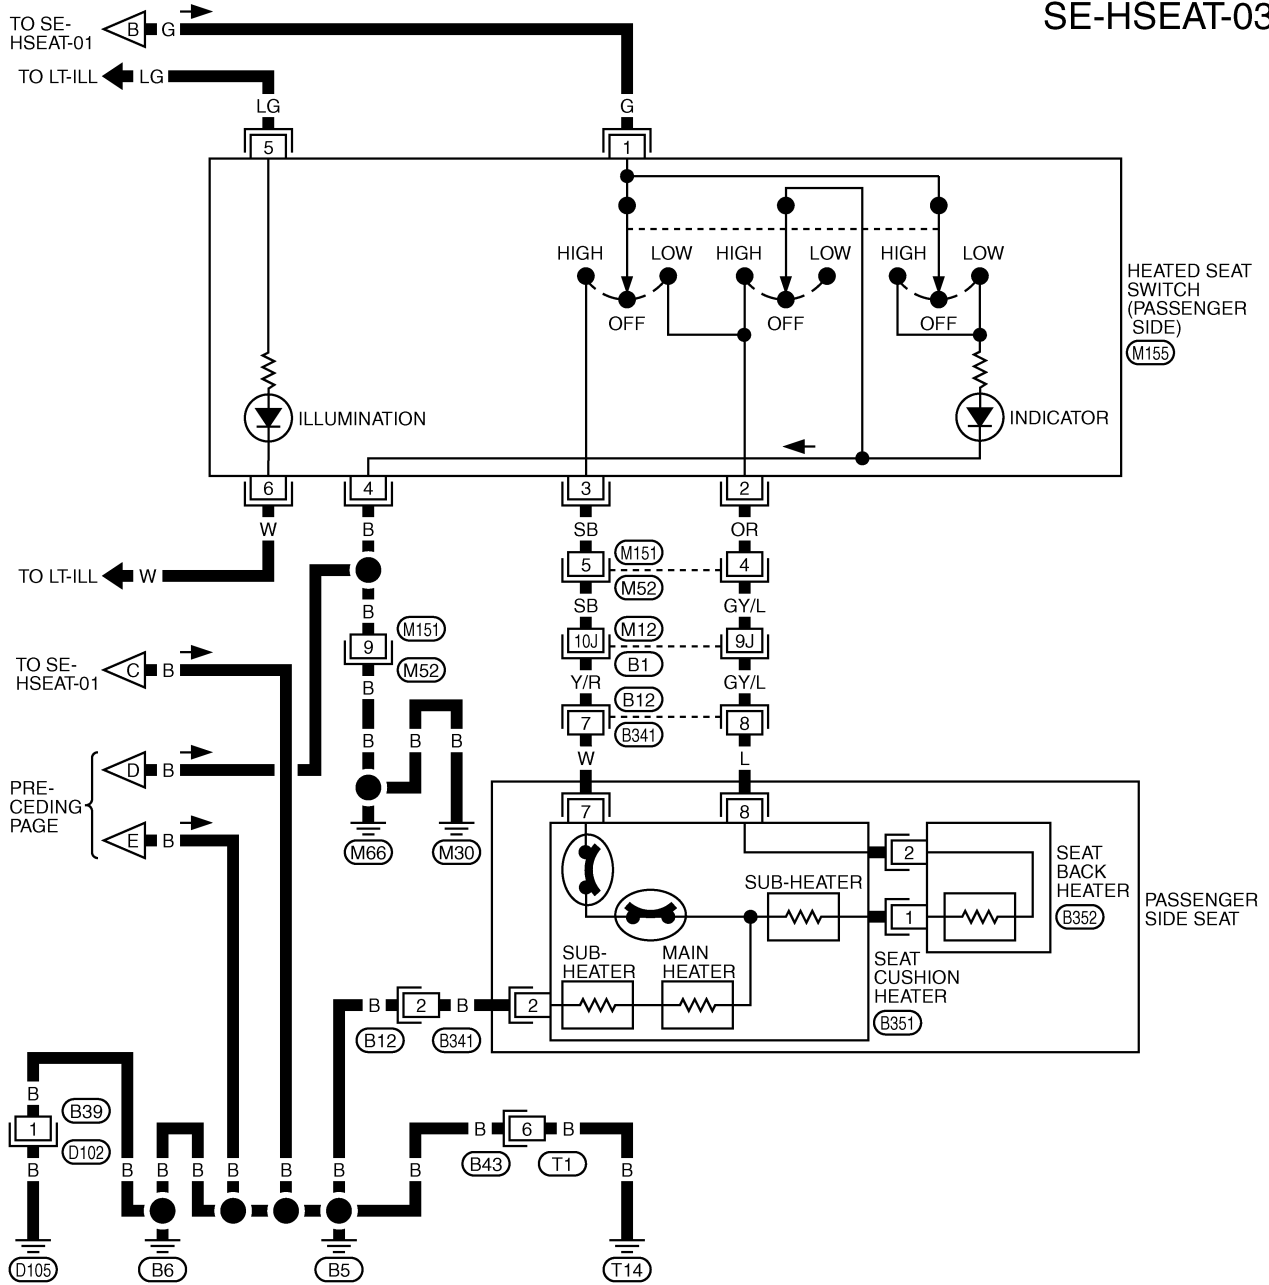 SE-HSEAT-03
TO SE-
HSEAT-01
B
G
TO LT-ILL
LG
LG
G
5
1
HIGH
LOW
HIGH
LOW
HIGH
LOW
OFF
OFF
OFF
HEATED SEAT
SWITCH
(PASSENGER
SIDE)
M155
ILLUMINATION
INDICATOR
6
4
3
2
W
B
SB
OR
TO LT-ILL
W
5
M151
M52
4
B
SB
GY/L
9
M151
M52
10J
M12
B1
9J
TO SE-
HSEAT-01
C
B
B
Y/R
GY/L
7
B12
B341
8
B
B
B
W
L
PRE-
CEDING
PAGE
D
B
E
B
M66
M30
7
8
2
SEAT
BACK
HEATER
B352
SUB-HEATER
1
PASSENGER
SIDE SEAT
SUB-
HEATER
MAIN
HEATER
SEAT
CUSHION
HEATER
B351
B
2
B
2
B12
B341
B
1
B39
D102
B
B
B
B
B
B
B
B
B
6
B
B43
T1
B
D105
B6
B5
T14